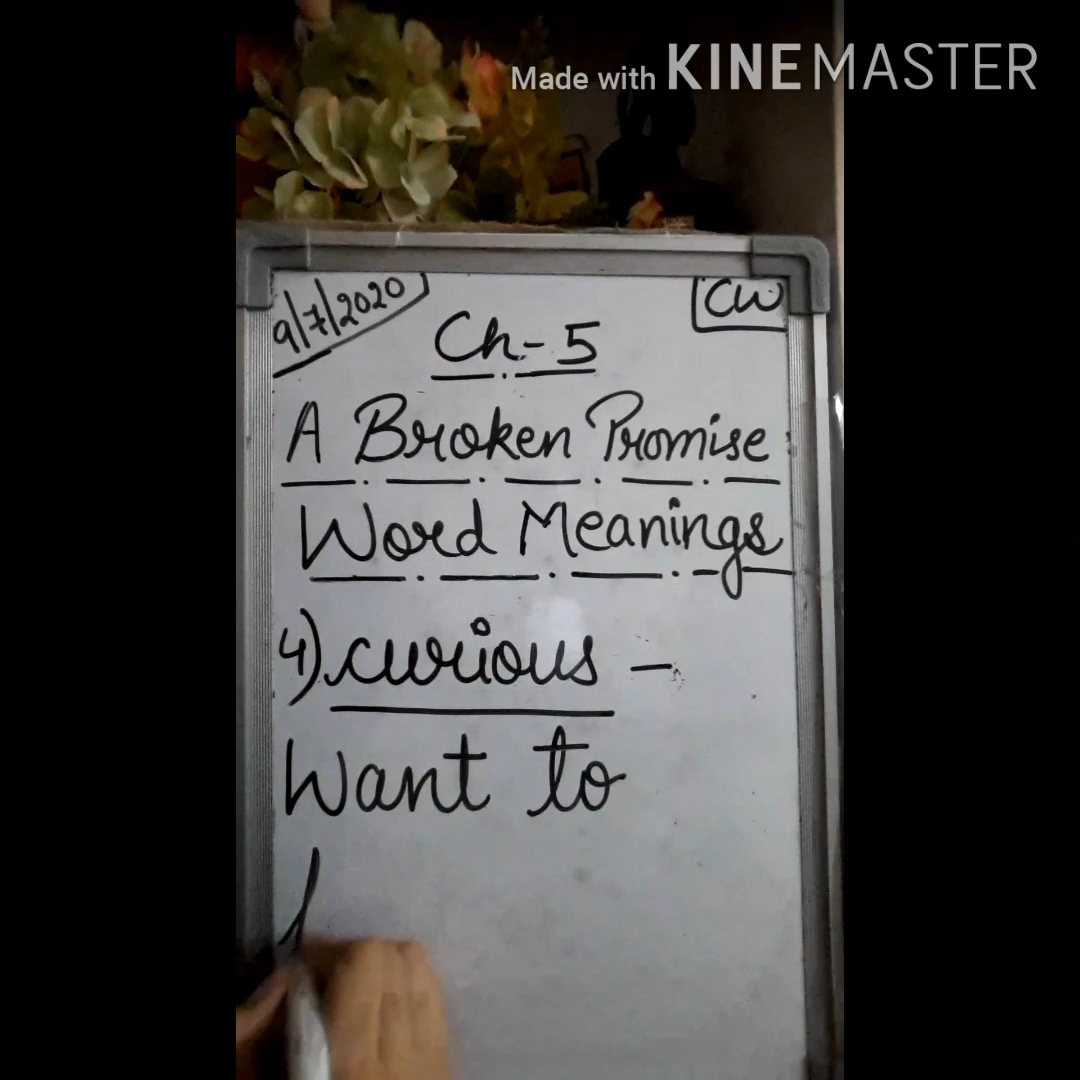 Made with KINEMASTER
9/7/2020
CW
Ch-5
A Broken Promise
Word Meanings
4) curious -
Want to